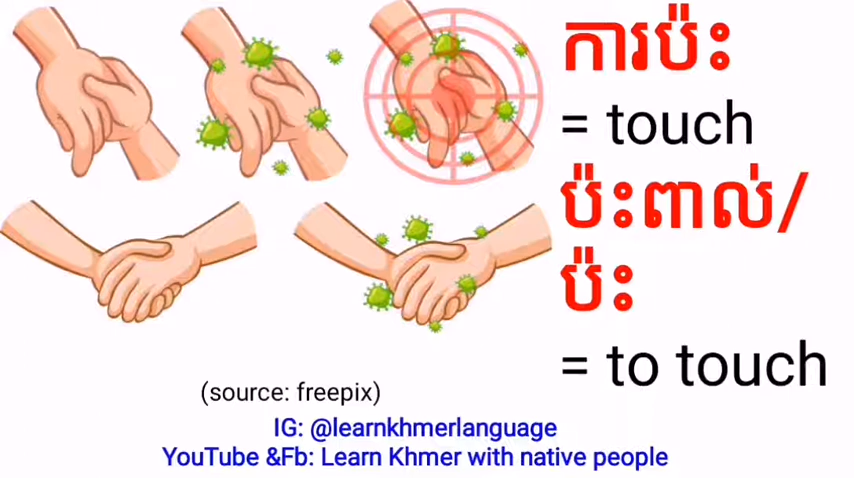 ការប៉ះ
= touch
ប៉ះពាល់/
ប៉ះ
= to touch
(source: freepix)
IG: @learnkhmerlanguage
YouTube &Fb: Learn Khmer with native people